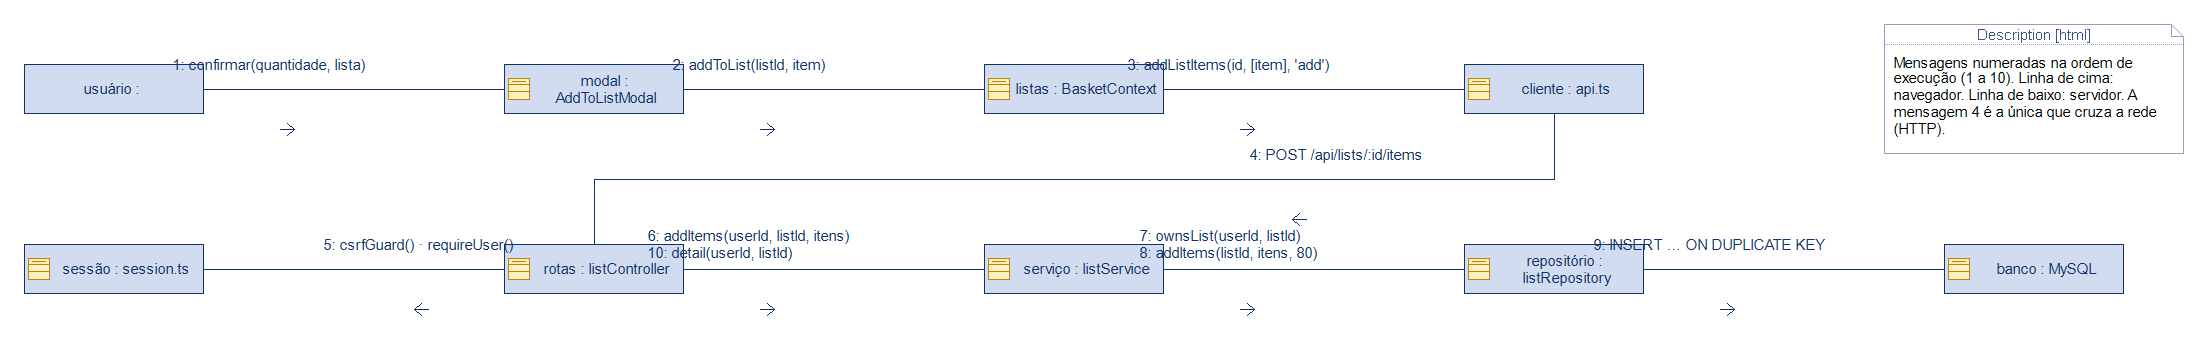 Description [html]
Mensagens numeradas na ordem de
execução (1 a 10). Linha de cima:
navegador. Linha de baixo: servidor. A
mensagem 4 é a única que cruza a rede
(HTTP).
1: confirmar(quantidade, lista)
2: addToList(listId, item)
3: addListItems(id, [item], 'add')
usuário :
modal :
AddToListModal
listas : BasketContext
cliente : api.ts
4: POST /api/lists/:id/items
5: csrfGuard() · requireUser()
6: addItems(userId, listId, itens)
10: detail(userId, listId)
7: ownsList(userId, listId)
8: addItems(listId, itens, 80)
9: INSERT … ON DUPLICATE KEY
sessão : session.ts
rotas : listController
serviço : listService
repositório :
listRepository
banco : MySQL